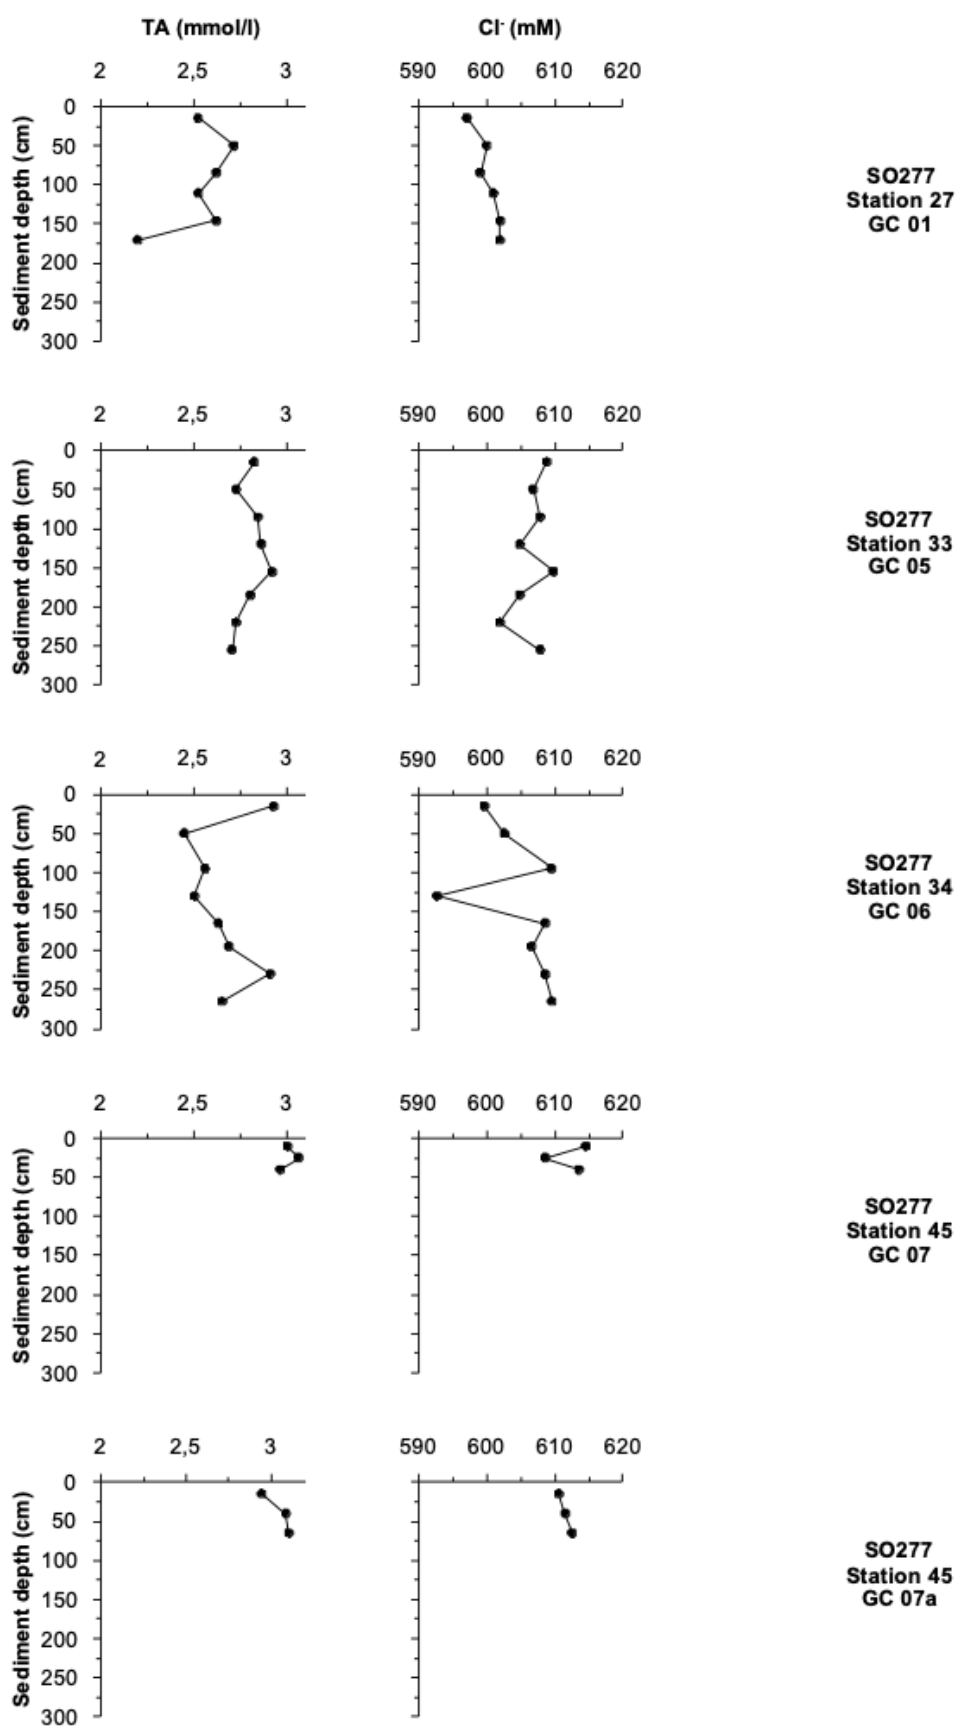 TA (mmol/l) Cl- (mM)
2 2,5 3 590 600 610 620
Sediment depth (cm)
0
50
100
150
200
250
300
SO277
Station 27
GC 01
2 2,5 3 590 600 610 620
Sediment depth (cm)
0
50
100
150
200
250
300
SO277
Station 33
GC 05
2 2,5 3 590 600 610 620
Sediment depth (cm)
0
50
100
150
200
250
300
SO277
Station 34
GC 06
2 2,5 3 590 600 610 620
Sediment depth (cm)
0
50
100
150
200
250
300
SO277
Station 45
GC 07
2 2,5 3 590 600 610 620
Sediment depth (cm)
0
50
100
150
200
250
300
SO277
Station 45
GC 07a